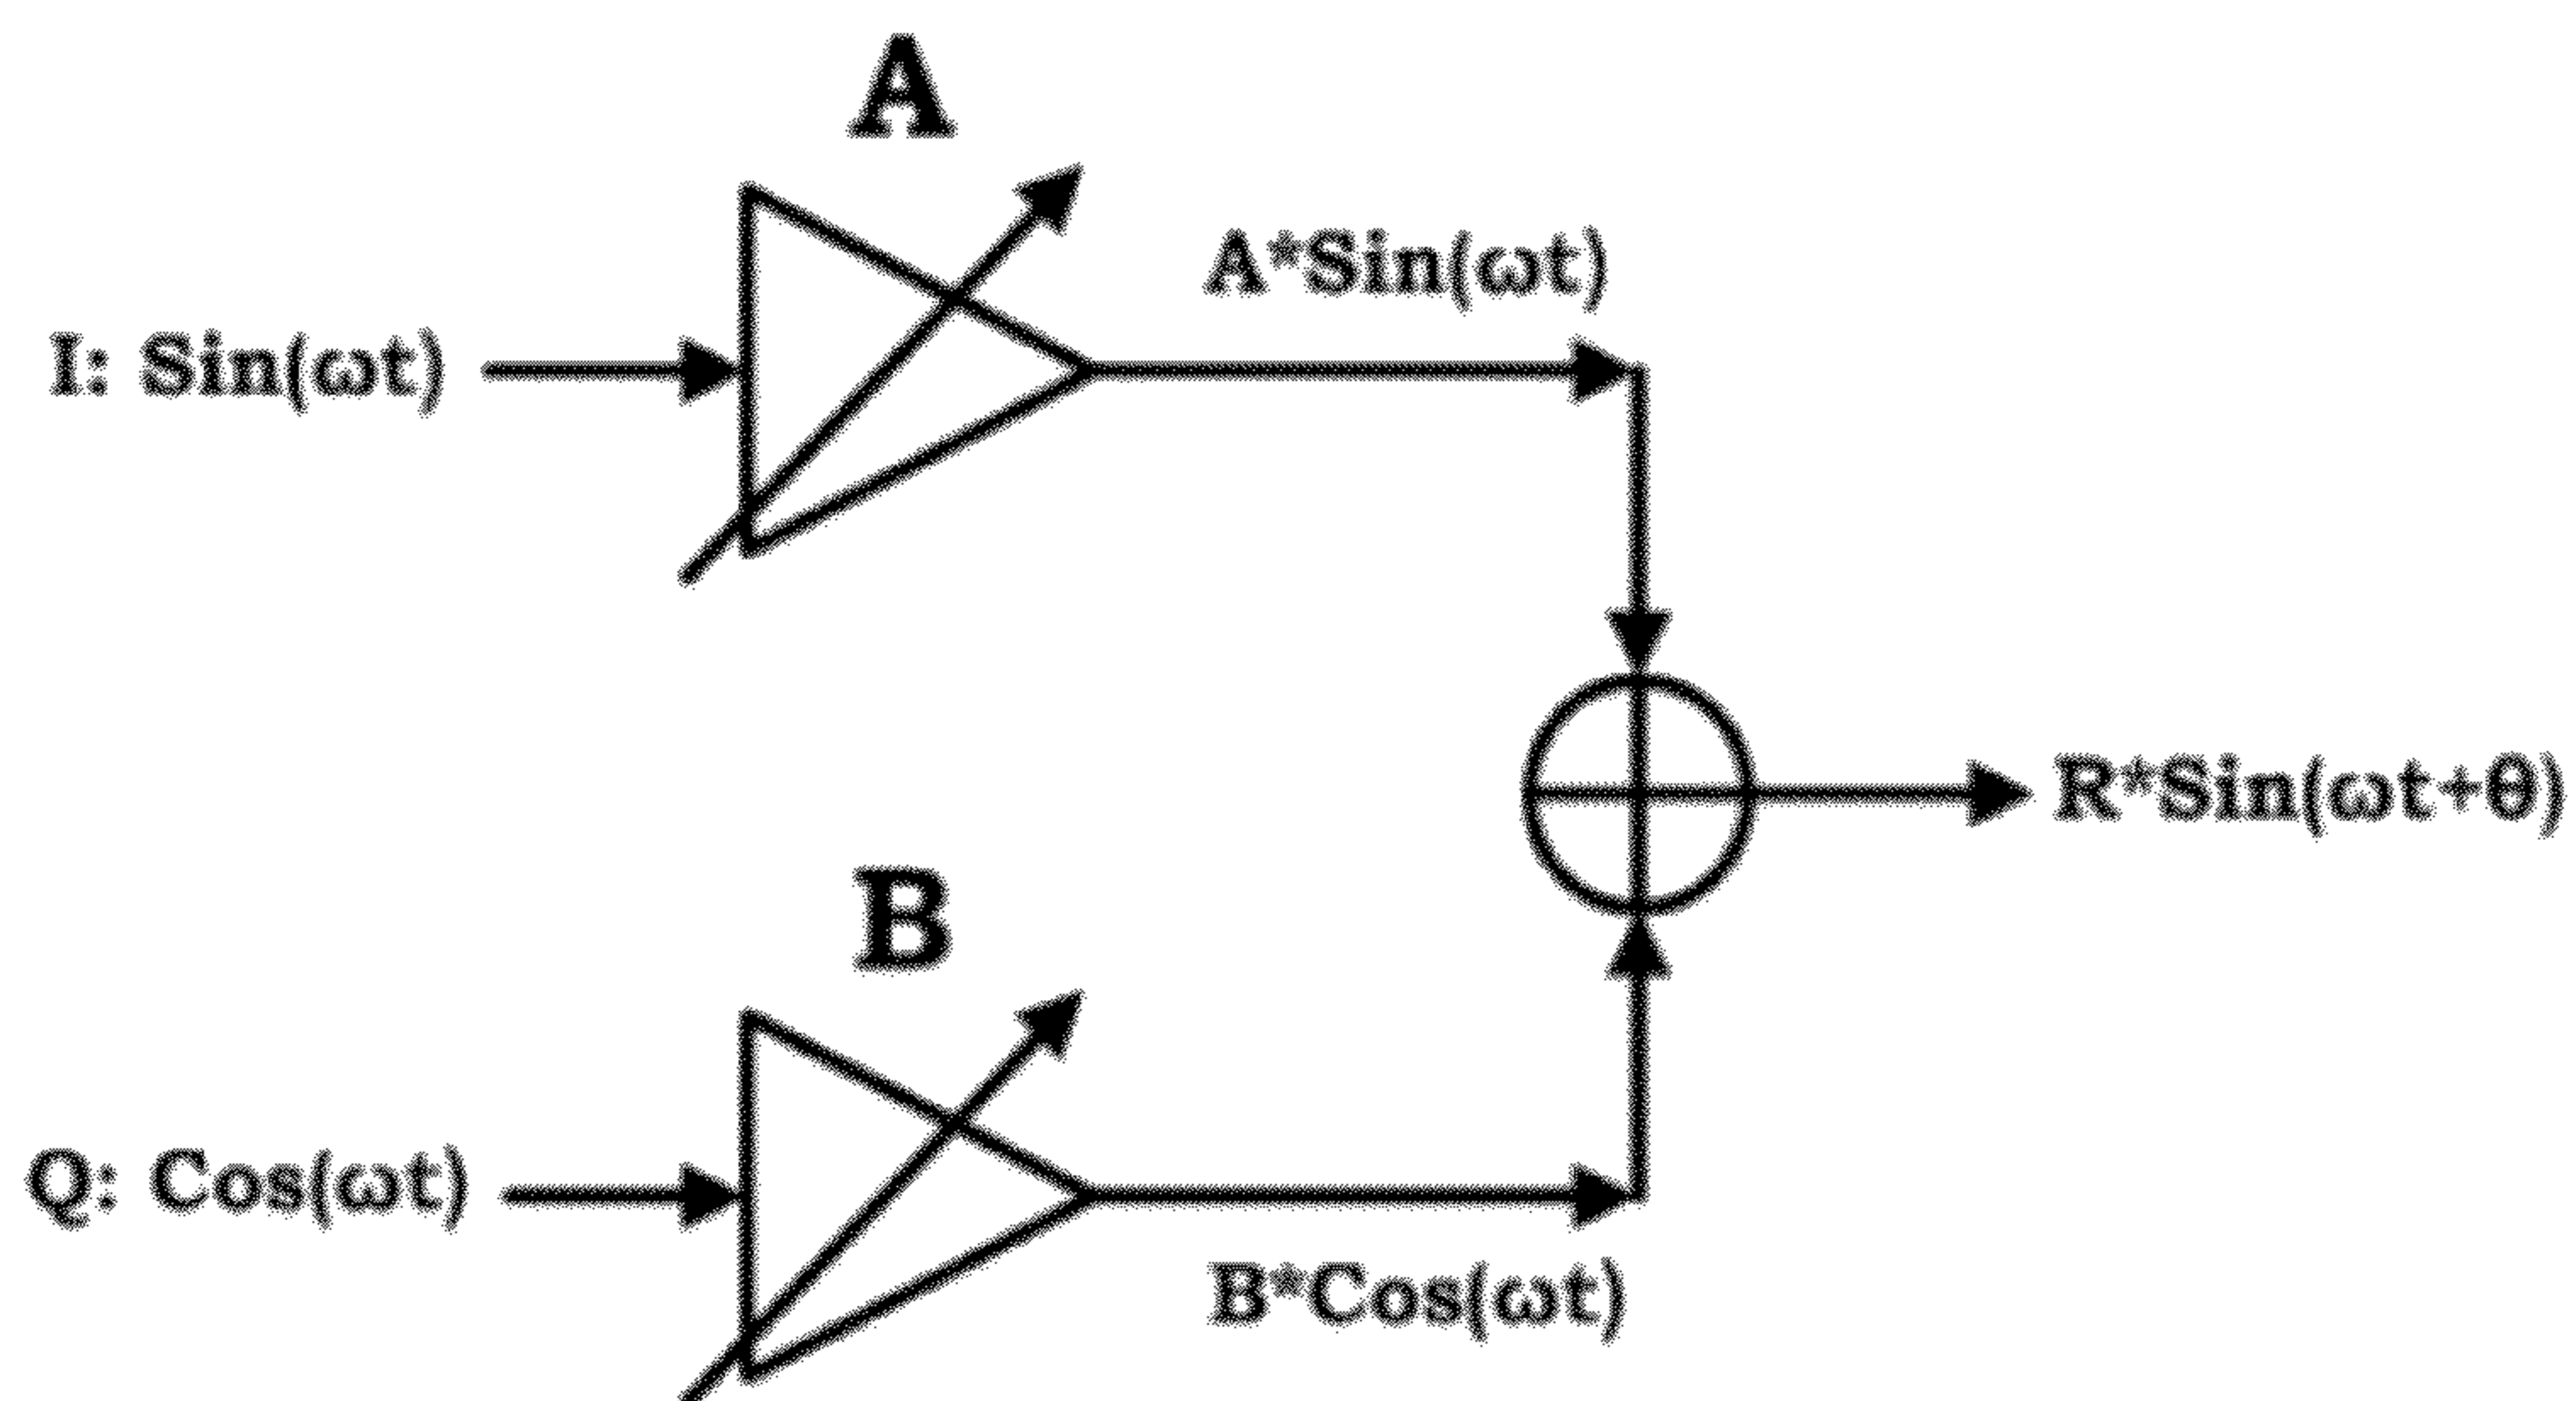 A
A*Sin(ωt)
I: Sin(ωt)
R*Sin(ωt+θ)
B
Q: Cos(ωt)
B*Cos(ωt)